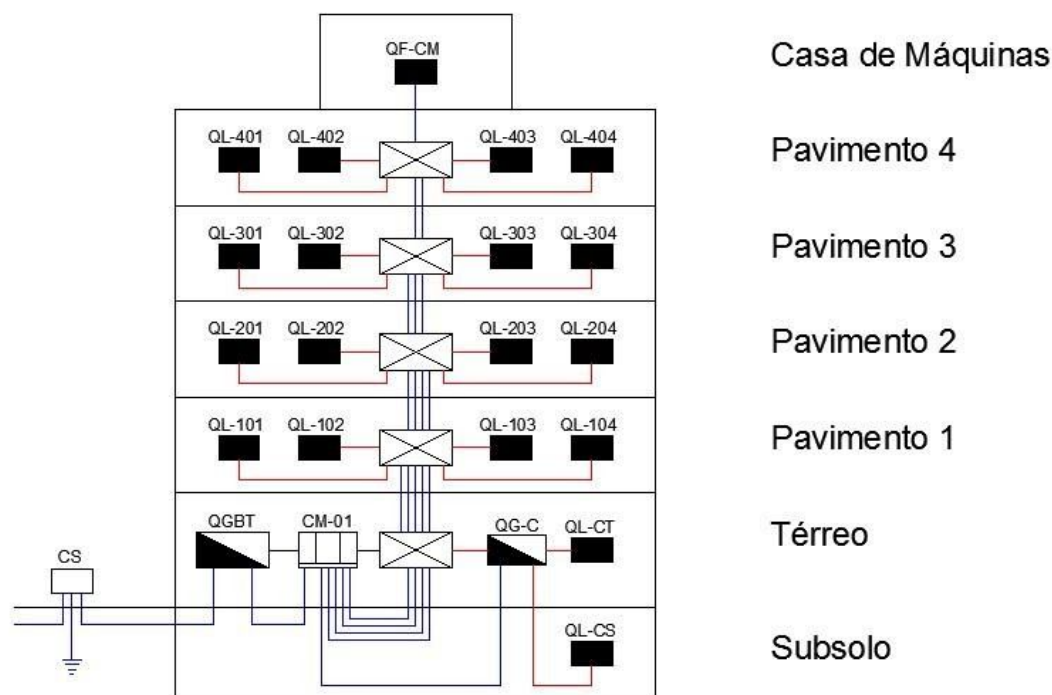 QF-CM
Casa de Máquinas
QL-401 QL-402 QL-403 QL-404
Pavimento 4
QL-301 QL-302 QL-303 QL-304
Pavimento 3
QL-201 QL-202 QL-203 QL-204
Pavimento 2
QL-101 QL-102 QL-103 QL-104
Pavimento 1
QGBT CM-01 QG-C QL-CT
Térreo
CS
QL-CS
Subsolo